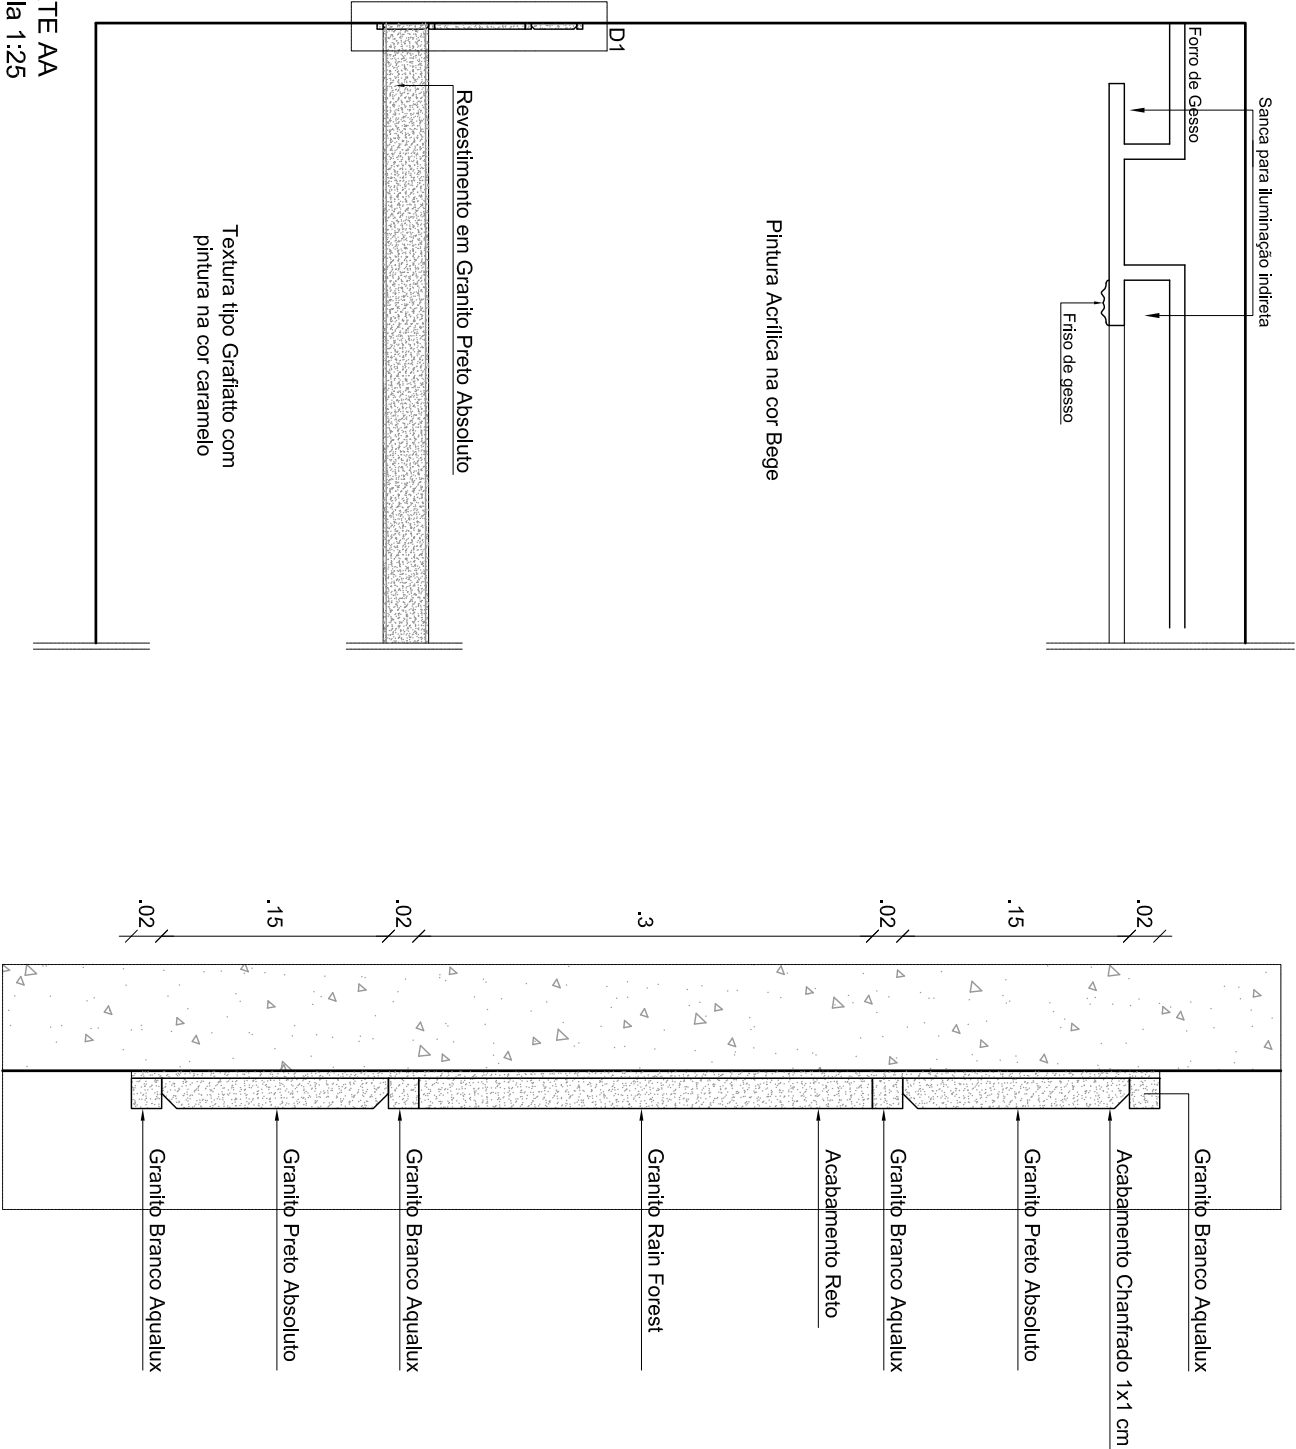 Sanca para iluminação indireta
Forro de Gesso
Friso de gesso
Pintura Acrílica na cor Bege
D1
Revestimento em Granito Preto Absoluto
Textura tipo Grafiatto com
pintura na cor caramelo
TE AA
la 1:25
.02
.15
.02
.3
.02
.15
.02
Granito Branco Aqualux
Acabamento Chanfrado 1x1 cm
Granito Preto Absoluto
Granito Branco Aqualux
Acabamento Reto
Granito Rain Forest
Granito Branco Aqualux
Granito Preto Absoluto
Granito Branco Aqualux